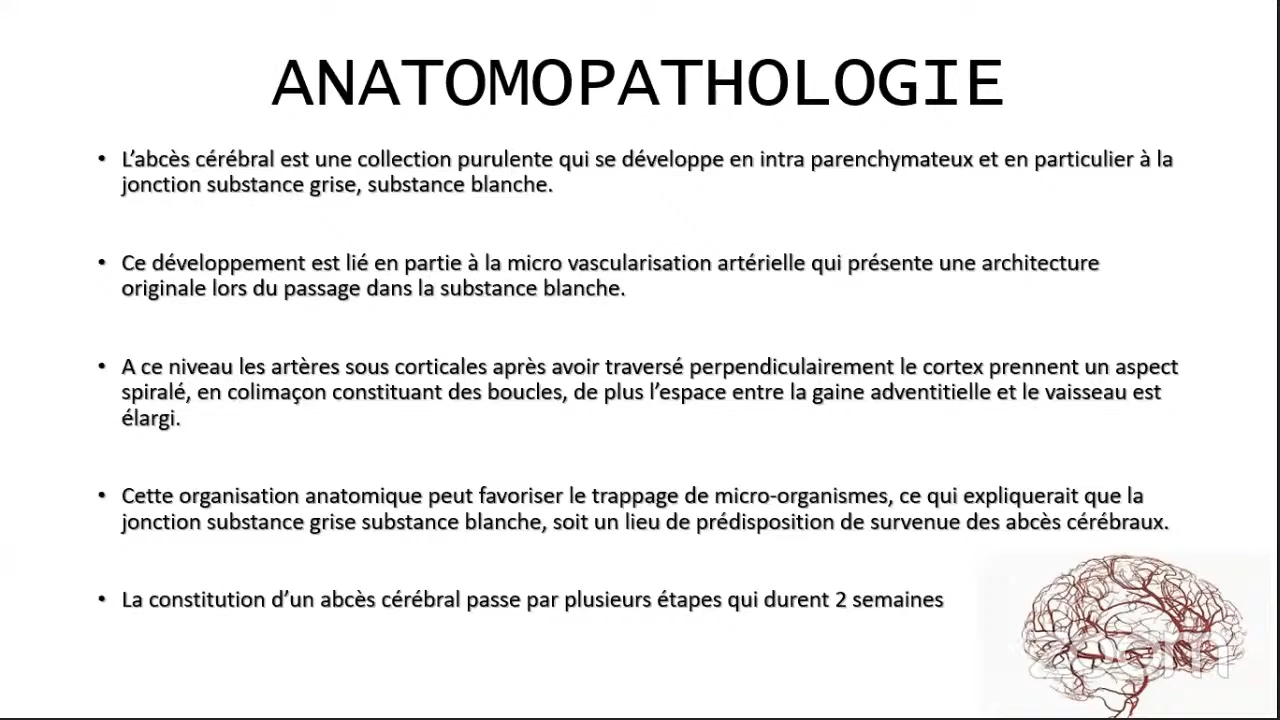 ANATOMOPATHOLOGIE
• L’abcès cérébral est une collection purulente qui se développe en intra parenchymateux et en particulier à la
jonction substance grise, substance blanche.
• Ce développement est lié en partie à la micro vascularisation artérielle qui présente une architecture
originale lors du passage dans la substance blanche.
• A ce niveau les artères sous corticales après avoir traversé perpendiculairement le cortex prennent un aspect
spiralé, en colimaçon constituant des boucles, de plus l’espace entre la gaine adventitielle et le vaisseau est
élargi.
• Cette organisation anatomique peut favoriser le trappage de micro-organismes, ce qui expliquerait que la
jonction substance grise substance blanche, soit un lieu de prédisposition de survenue des abcès cérébraux.
• La constitution d’un abcès cérébral passe par plusieurs étapes qui durent 2 semaines
zoom